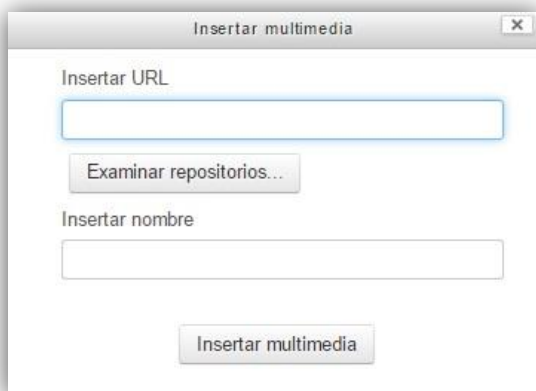 Insertar multimedia
Insertar URL
Examinar repositorios...
Insertar nombre
Insertar multimedia